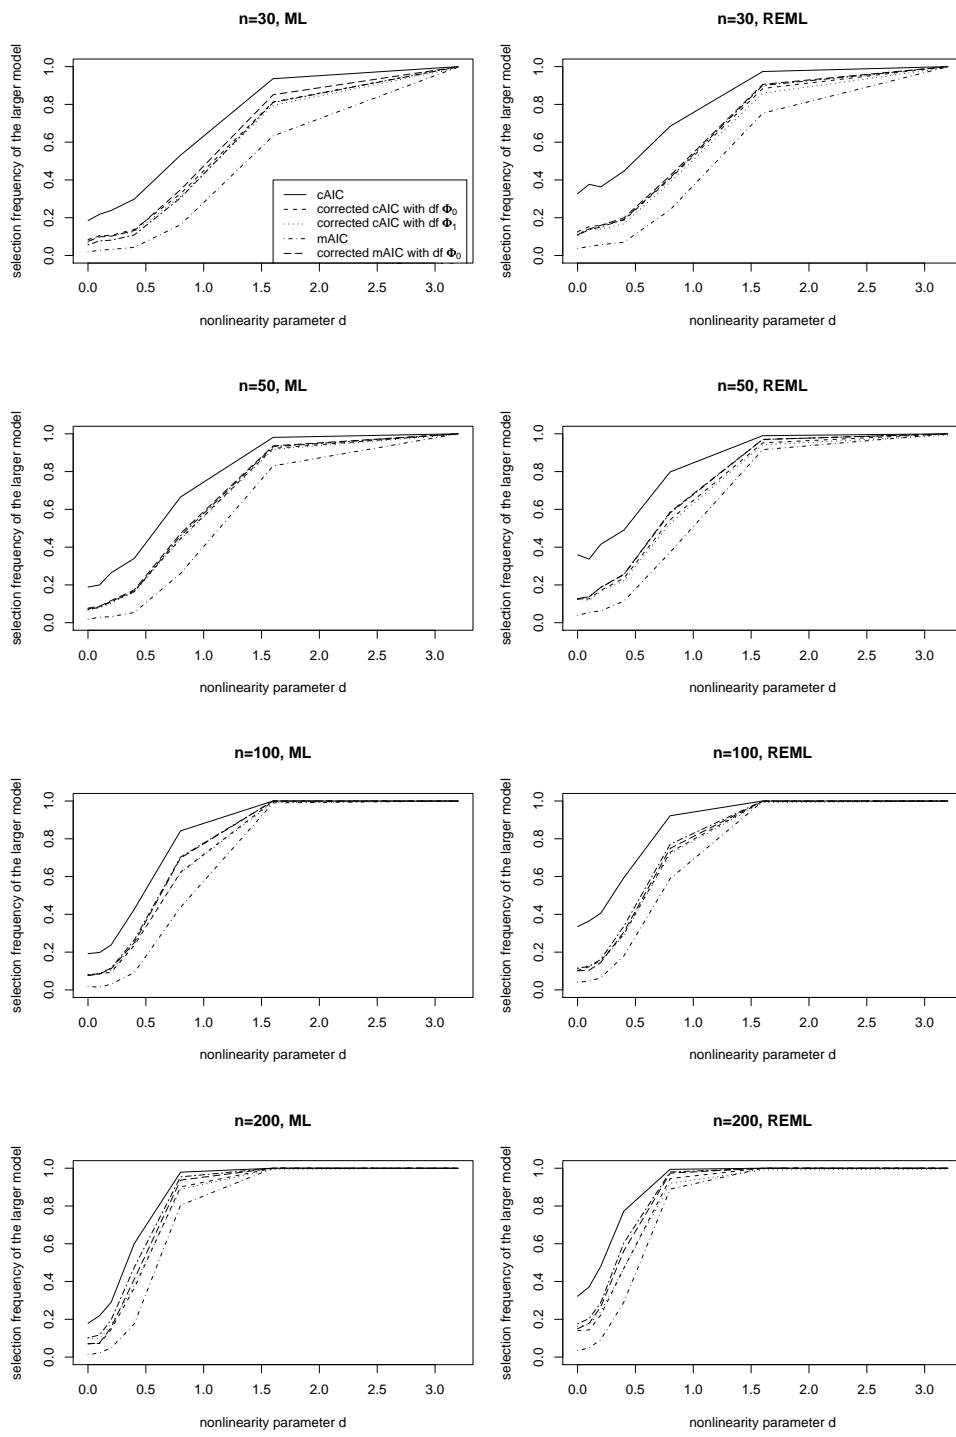 n=30, ML
selection frequency of the larger model
0.0 0.2 0.4 0.6 0.8 1.0
cAIC
corrected cAIC with df Φ0
corrected cAIC with df Φ1
mAIC
corrected mAIC with df Φ0
0.0 0.5 1.0 1.5 2.0 2.5 3.0
nonlinearity parameter d
n=30, REML
selection frequency of the larger model
0.0 0.2 0.4 0.6 0.8 1.0
0.0 0.5 1.0 1.5 2.0 2.5 3.0
nonlinearity parameter d
n=50, ML
selection frequency of the larger model
0.0 0.2 0.4 0.6 0.8 1.0
0.0 0.5 1.0 1.5 2.0 2.5 3.0
nonlinearity parameter d
n=50, REML
selection frequency of the larger model
0.0 0.2 0.4 0.6 0.8 1.0
0.0 0.5 1.0 1.5 2.0 2.5 3.0
nonlinearity parameter d
n=100, ML
selection frequency of the larger model
0.0 0.2 0.4 0.6 0.8 1.0
0.0 0.5 1.0 1.5 2.0 2.5 3.0
nonlinearity parameter d
n=100, REML
selection frequency of the larger model
0.0 0.2 0.4 0.6 0.8 1.0
0.0 0.5 1.0 1.5 2.0 2.5 3.0
nonlinearity parameter d
n=200, ML
selection frequency of the larger model
0.0 0.2 0.4 0.6 0.8 1.0
0.0 0.5 1.0 1.5 2.0 2.5 3.0
nonlinearity parameter d
n=200, REML
selection frequency of the larger model
0.0 0.2 0.4 0.6 0.8 1.0
0.0 0.5 1.0 1.5 2.0 2.5 3.0
nonlinearity parameter d